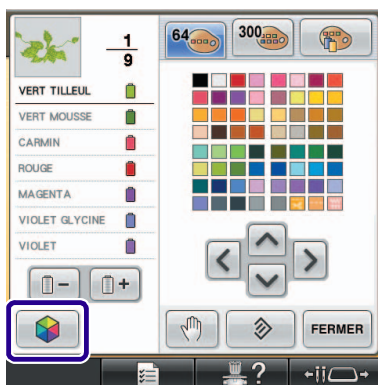 1
9
64
300
VERT TILLEUL
VERT MOUSSE
CARMIN
ROUGE
MAGENTA
VIOLET GLYCINE
VIOLET
FERMER
?